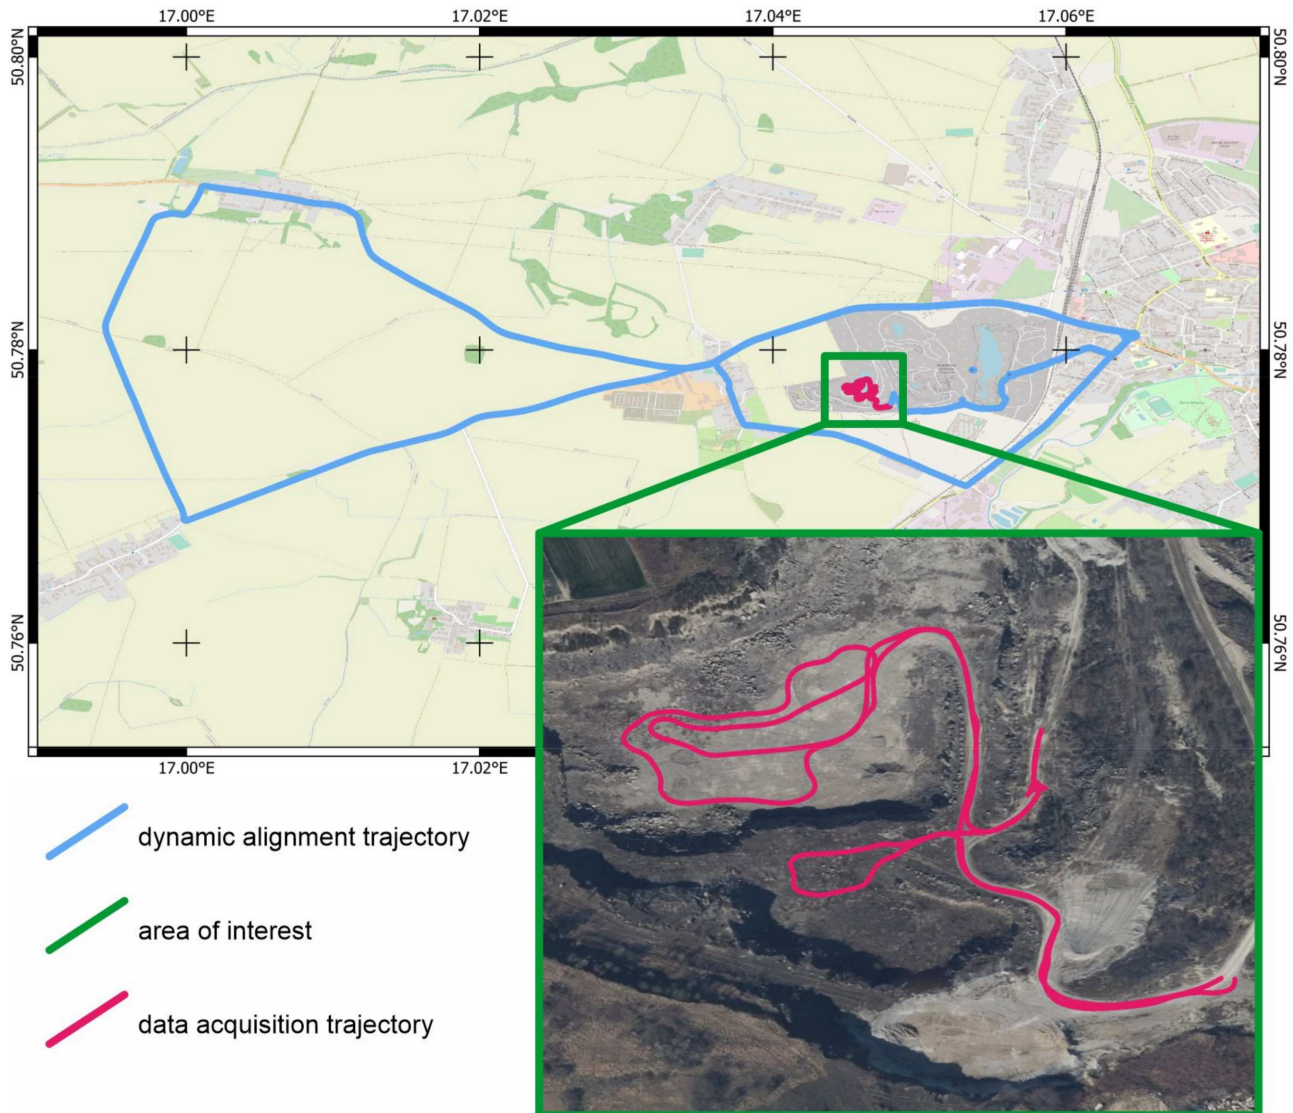 17.00°E 17.02°E 17.04°E 17.06°E
50.80°N 50.80°N
50.78°N 50.78°N
50.76°N 50.76°N
17.00°E 17.02°E
dynamic alignment trajectory
area of interest
data acquisition trajectory